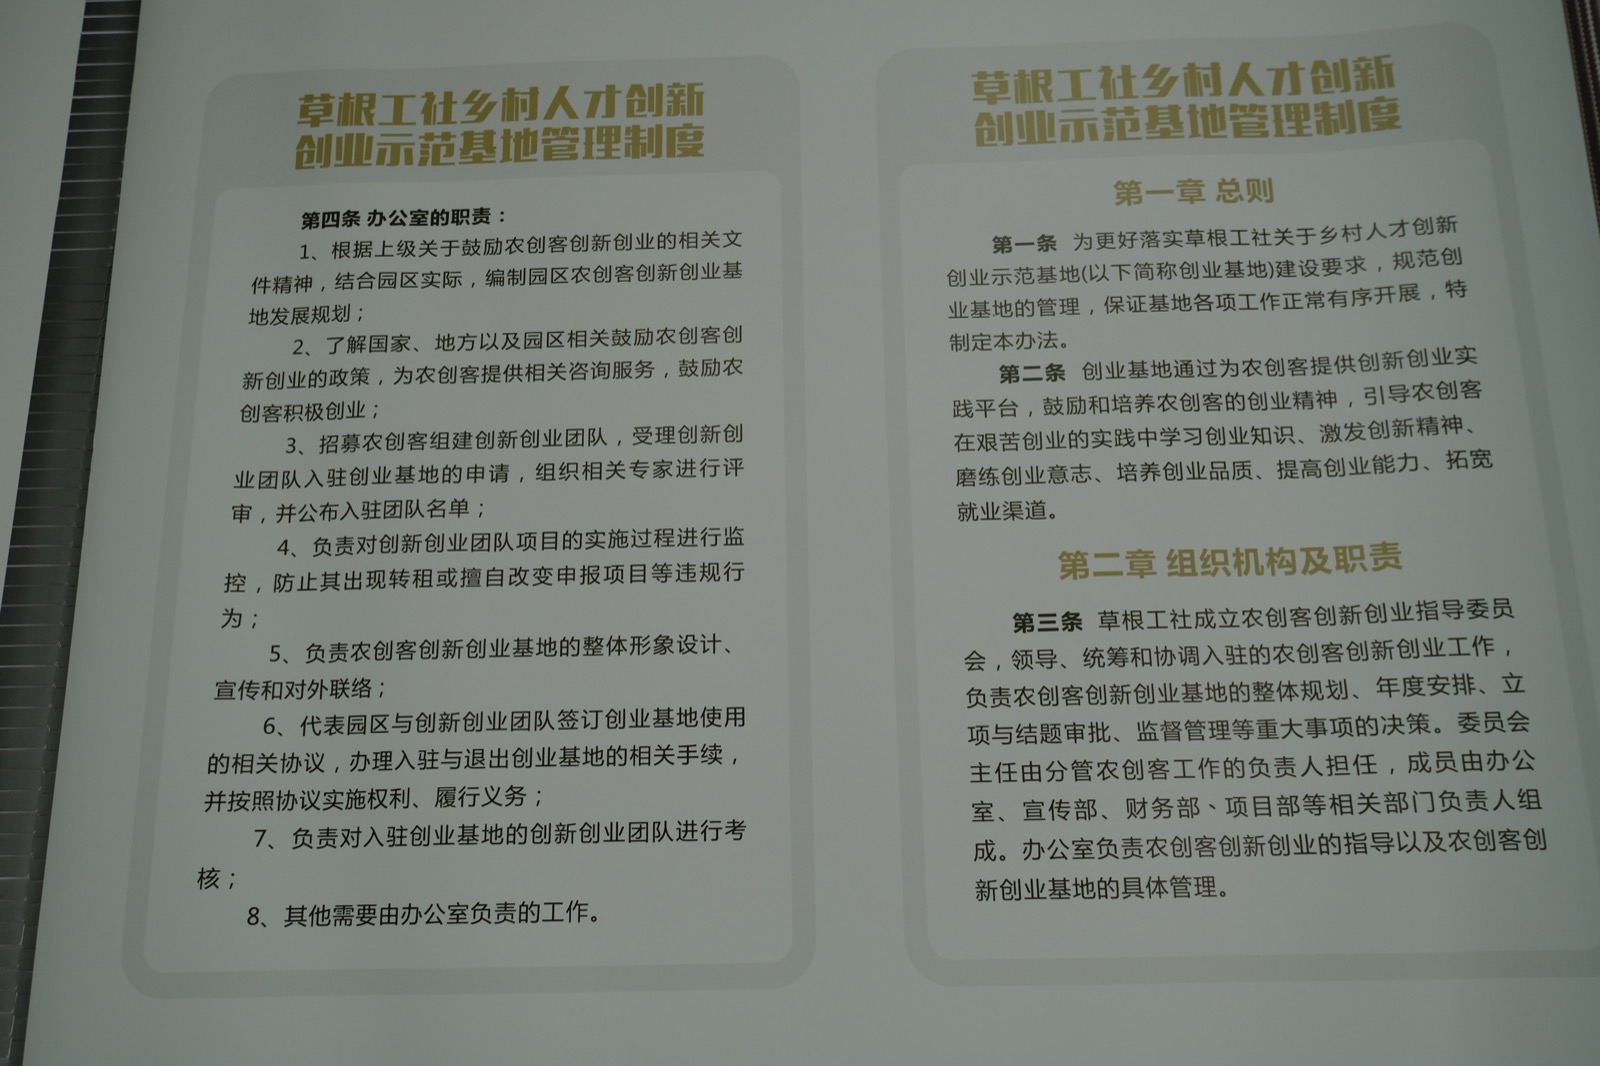 草根工社乡村人才创新
创业示范基地管理制度
第四条 办公室的职责：
1、根据上级关于鼓励农创客创新创业的相关文
件精神，结合园区实际，编制园区农创客创新创业基
地发展规划；
2、了解国家、地方以及园区相关鼓励农创客创
新创业的政策，为农创客提供相关咨询服务，鼓励农
创客积极创业；
3、招募农创客组建创新创业团队，受理创新创
业团队入驻创业基地的申请，组织相关专家进行评
审，并公布入驻团队名单；
4、负责对创新创业团队项目的实施过程进行监
控，防止其出现转租或擅自改变申报项目等违规行
为；
5、负责农创客创新创业基地的整体形象设计、
宣传和对外联络；
6、代表园区与创新创业团队签订创业基地使用
的相关协议，办理入驻与退出创业基地的相关手续，
并按照协议实施权利、履行义务；
7、负责对入驻创业基地的创新创业团队进行考
核；
8、其他需要由办公室负责的工作。
草根工社乡村人才创新
创业示范基地管理制度
第一章 总则
第一条 为更好落实草根工社关于乡村人才创新
创业示范基地(以下简称创业基地)建设要求，规范创
业基地的管理，保证基地各项工作正常有序开展，特
制定本办法。
第二条 创业基地通过为农创客提供创新创业实
践平台，鼓励和培养农创客的创业精神，引导农创客
在艰苦创业的实践中学习创业知识、激发创新精神、
磨练创业意志、培养创业品质、提高创业能力、拓宽
就业渠道。
第二章 组织机构及职责
第三条 草根工社成立农创客创新创业指导委员
会，领导、统筹和协调入驻的农创客创新创业工作，
负责农创客创新创业基地的整体规划、年度安排、立
项与结题审批、监督管理等重大事项的决策。委员会
主任由分管农创客工作的负责人担任，成员由办公
室、宣传部、财务部、项目部等相关部门负责人组
成。办公室负责农创客创新创业的指导以及农创客创
新创业基地的具体管理。